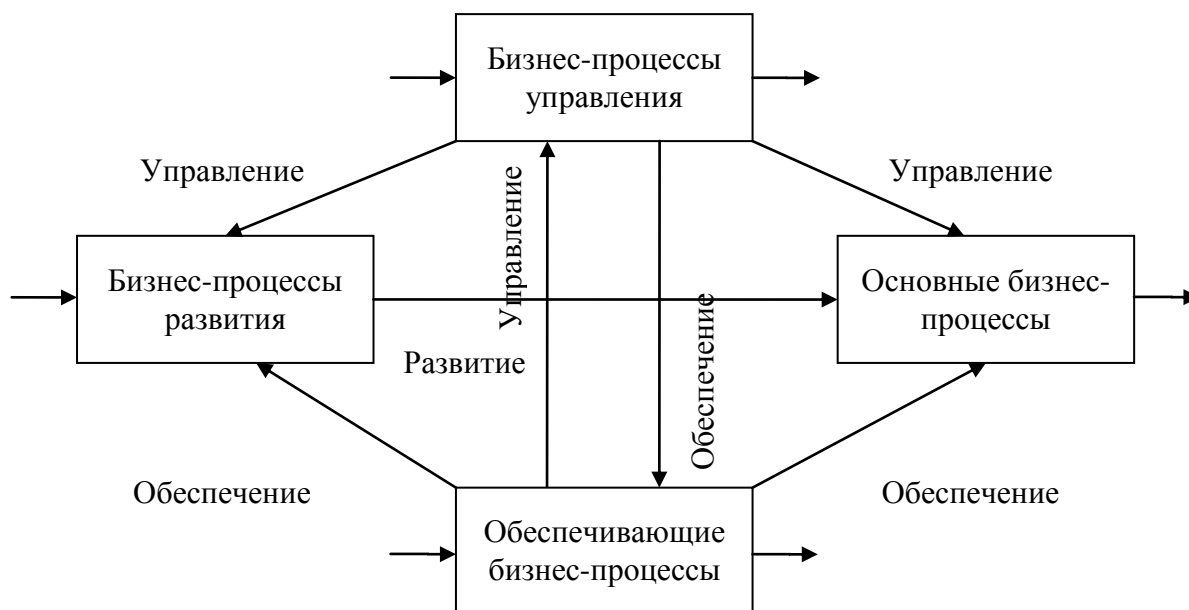 Бизнес-процессы
управления
Управление
Управление
Управление
Бизнес-процессы
развития
Основные бизнес-
процессы
Развитие
Обеспечение
Обеспечение
Обеспечение
Обеспечивающие
бизнес-процессы